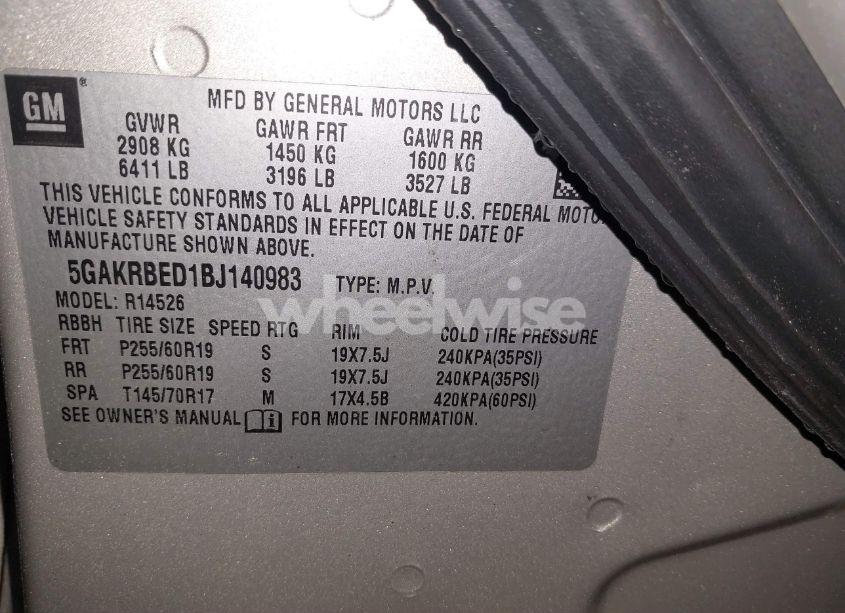 GM ®
MFD BY GENERAL MOTORS LLC
GVWR GAWR FRT GAWR RR
2908 KG 1450 KG 1600 KG
6411 LB 3196 LB 3527 LB
THIS VEHICLE CONFORMS TO ALL APPLICABLE U.S. FEDERAL MOTOR
VEHICLE SAFETY STANDARDS IN EFFECT ON THE DATE OF
MANUFACTURE SHOWN ABOVE.
5GAKRBED1BJ140983 TYPE: M.P.V.
MODEL: R14526
wheelwise
RBBH TIRE SIZE SPEED RTG RIM COLD TIRE PRESSURE
FRT P255/60R19 S 19X7.5J 240KPA(35PSI)
RR P255/60R19 S 19X7.5J 240KPA(35PSI)
SPA T145/70R17 M 17X4.5B 420KPA(60PSI)
SEE OWNER'S MANUAL FOR MORE INFORMATION.